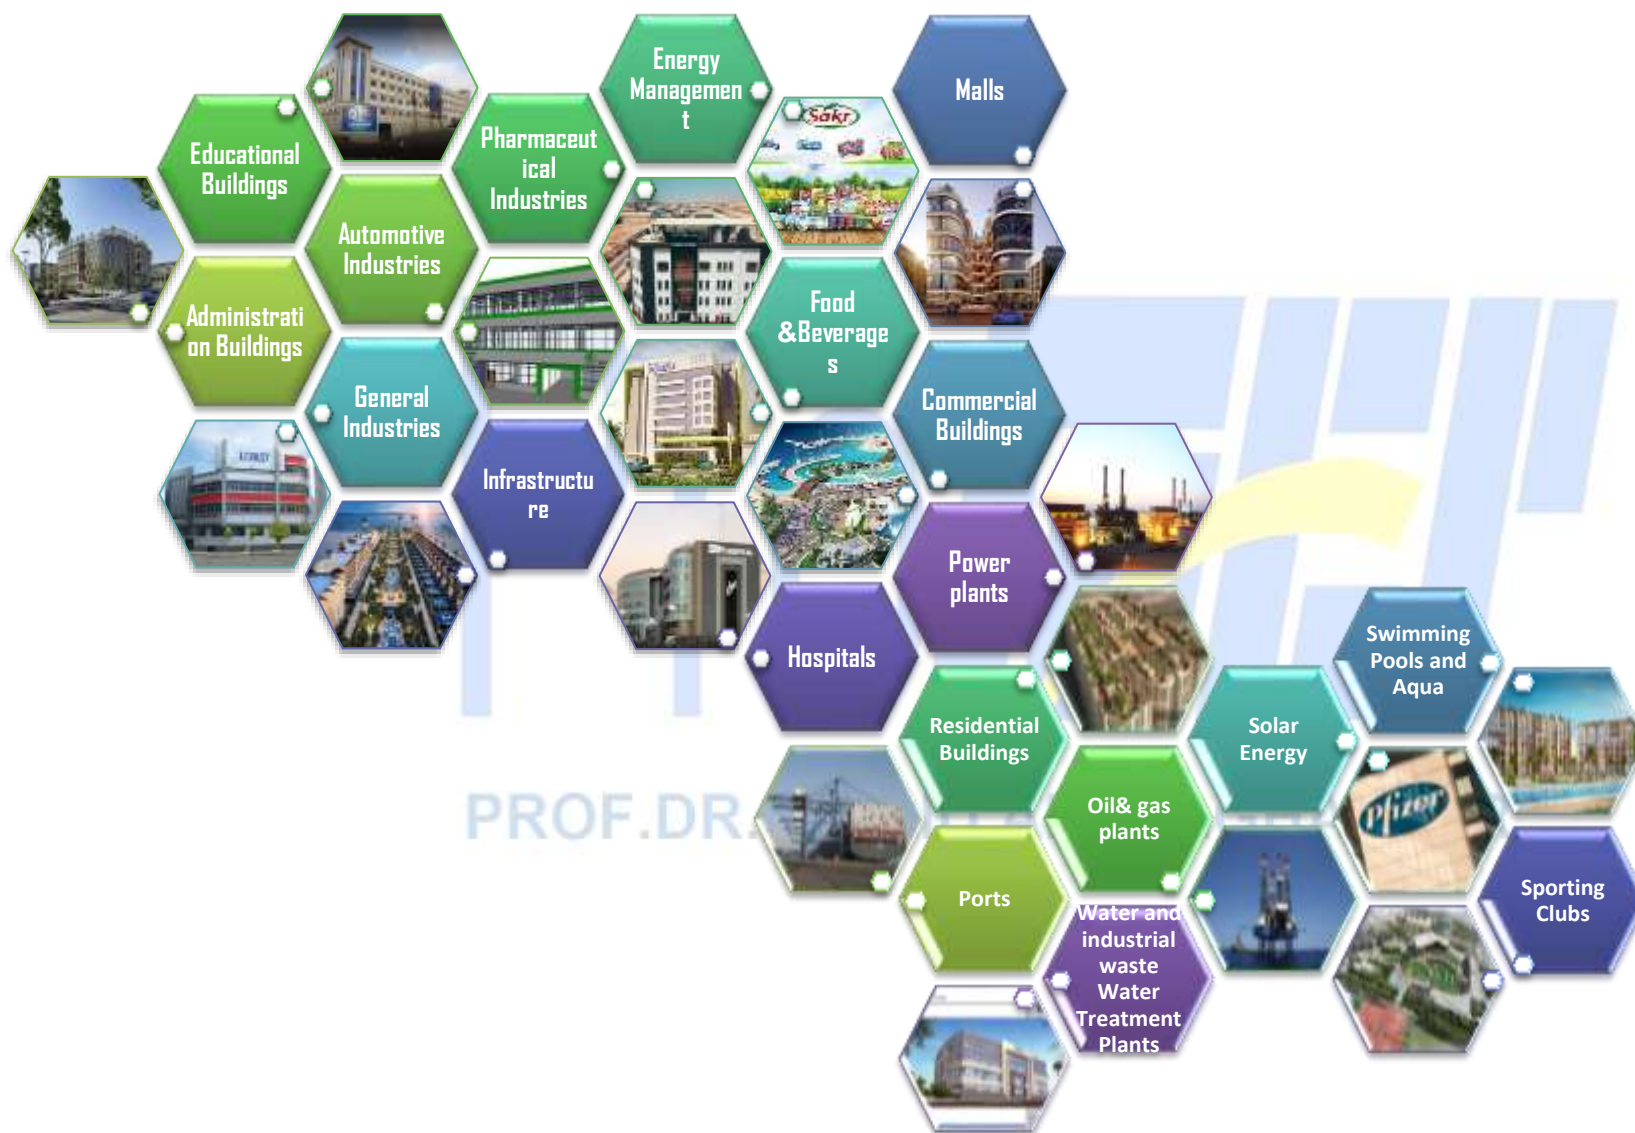 Energy
Managemen
t
Malls
Sakr
Educational
Buildings
Pharmaceut
ical
Industries
Automotive
Industries
Administrati
on Buildings
Food
&Beverage
s
General
Industries
Commercial
Buildings
Infrastructu
re
Power
plants
Hospitals
Swimming
Pools and
Aqua
Residential
Buildings
Solar
Energy
Oil& gas
plants
Pfizer
PROF.DR.
Ports
Sporting
Clubs
Water and
industrial
waste
Water
Treatment
Plants